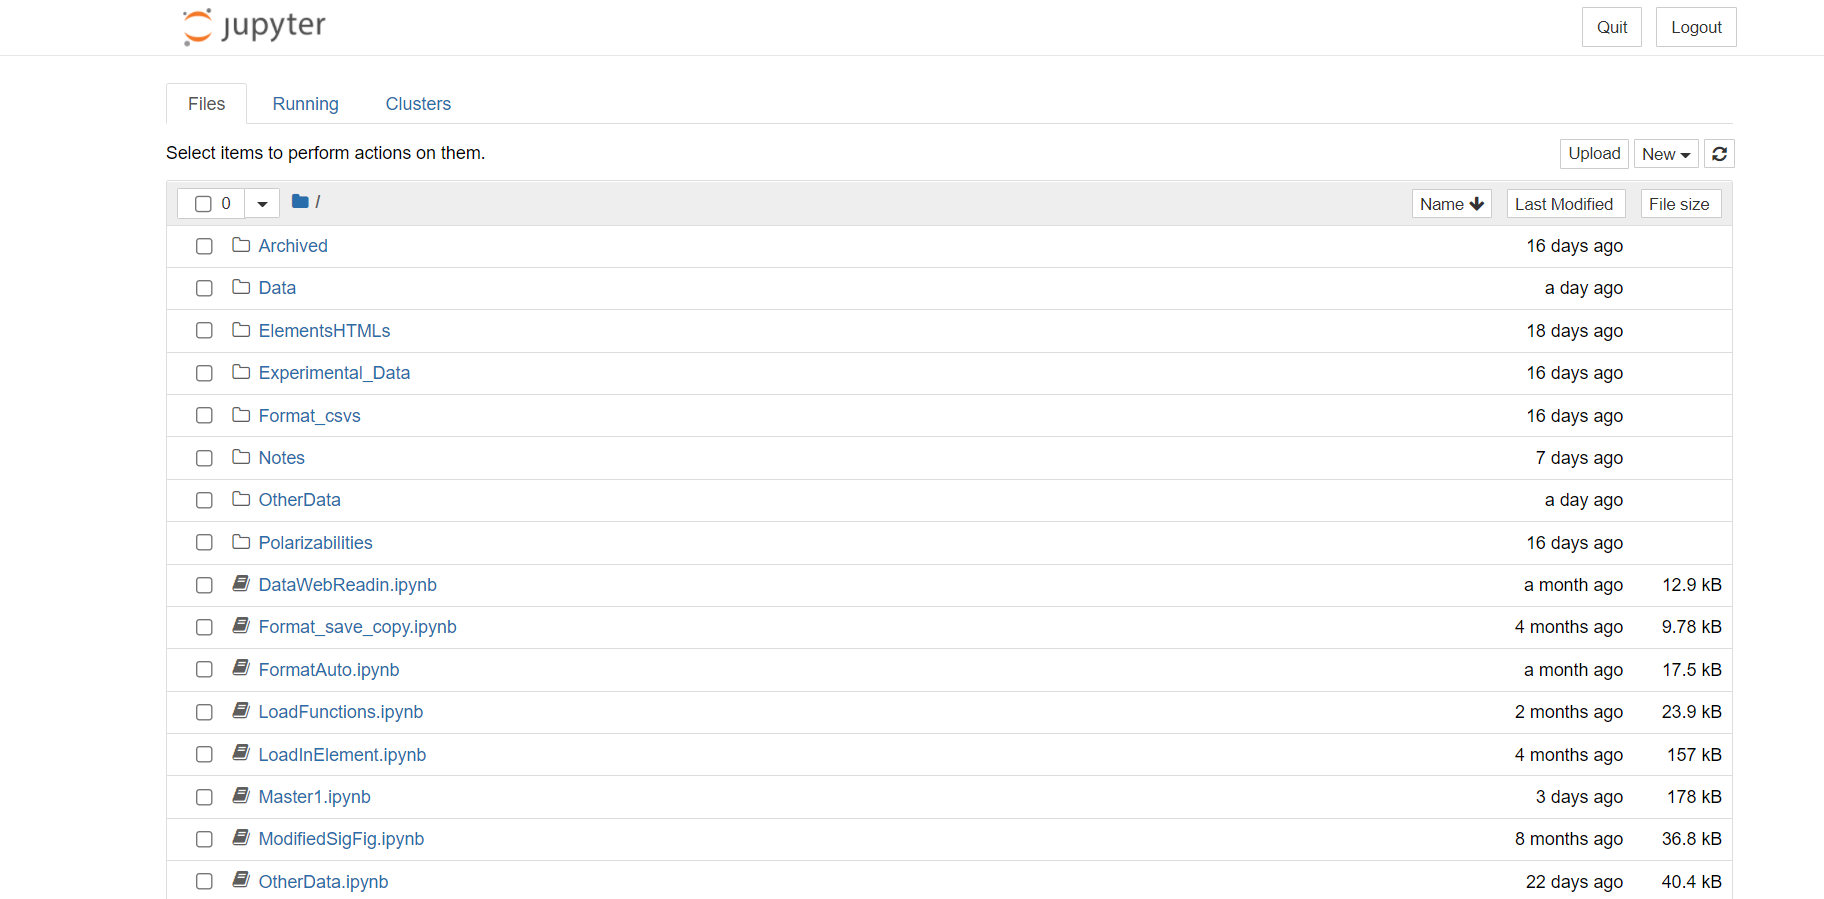 jupyter
Quit Logout
Files Running Clusters
Select items to perform actions on them.
Upload New
0 / Name Last Modified File size
Archived 16 days ago
Data a day ago
ElementsHTMLs 18 days ago
Experimental_Data 16 days ago
Format_csvs 16 days ago
Notes 7 days ago
OtherData a day ago
Polarizabilities 16 days ago
DataWebReadin.ipynb a month ago 12.9 kB
Format_save_copy.ipynb 4 months ago 9.78 kB
FormatAuto.ipynb a month ago 17.5 kB
LoadFunctions.ipynb 2 months ago 23.9 kB
LoadInElement.ipynb 4 months ago 157 kB
Master1.ipynb 3 days ago 178 kB
ModifiedSigFig.ipynb 8 months ago 36.8 kB
OtherData.ipynb 22 days ago 40.4 kB